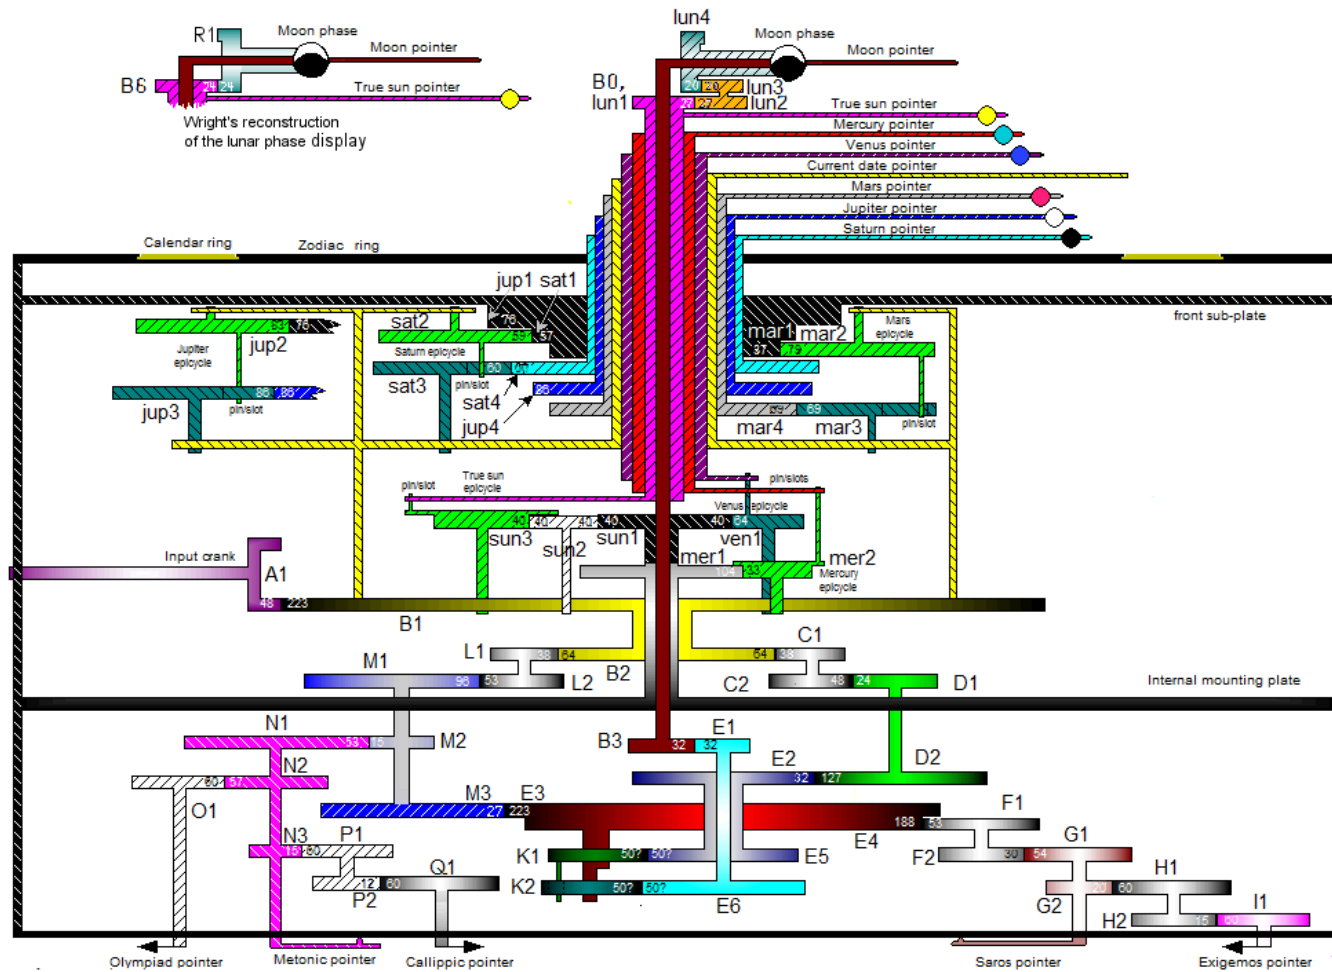 R1
Moon phase
Moon pointer
B6
24
24
True sun pointer
Wright's reconstruction
of the lunar phase display
lun4
Moon phase
Moon pointer
B0,
lun1
20
20
lun3
27
27
lun2
True sun pointer
Mercury pointer
Venus pointer
Current date pointer
Mars pointer
Jupiter pointer
Saturn pointer
Calendar ring
Zodiac ring
front sub-plate
jup1
sat1
76
63
76
jup2
Jupiter
epicycle
sat2
59
57
Saturn epicycle
mar1
mar2
37
79
Mars
epicycle
86
86
jup3
pin/slot
sat3
60
pin/slot
sat4
86
jup4
mar4
69
mar3
pin/slot
True sun
epicycle
pin/slot
pin/slots
Venus epicycle
40
40
40
40
40
64
sun3
sun2
sun1
ven1
mer1
104
33
mer2
Mercury
epicycle
Input crank
A1
48
223
B1
L1
38
64
B2
64
38
C1
M1
96
53
L2
C2
48
24
D1
Internal mounting plate
N1
53
15
M2
B3
32
32
E1
N2
60
57
O1
E2
32
127
D2
M3
27
223
E3
188
53
E4
F1
N3
15
60
P1
K1
50?
50?
E5
F2
30
54
G1
P2
12
60
Q1
K2
50?
50?
E6
G2
20
60
H1
H2
15
60
I1
Olympiad pointer
Metonic pointer
Callippic pointer
Saros pointer
Exigemos pointer